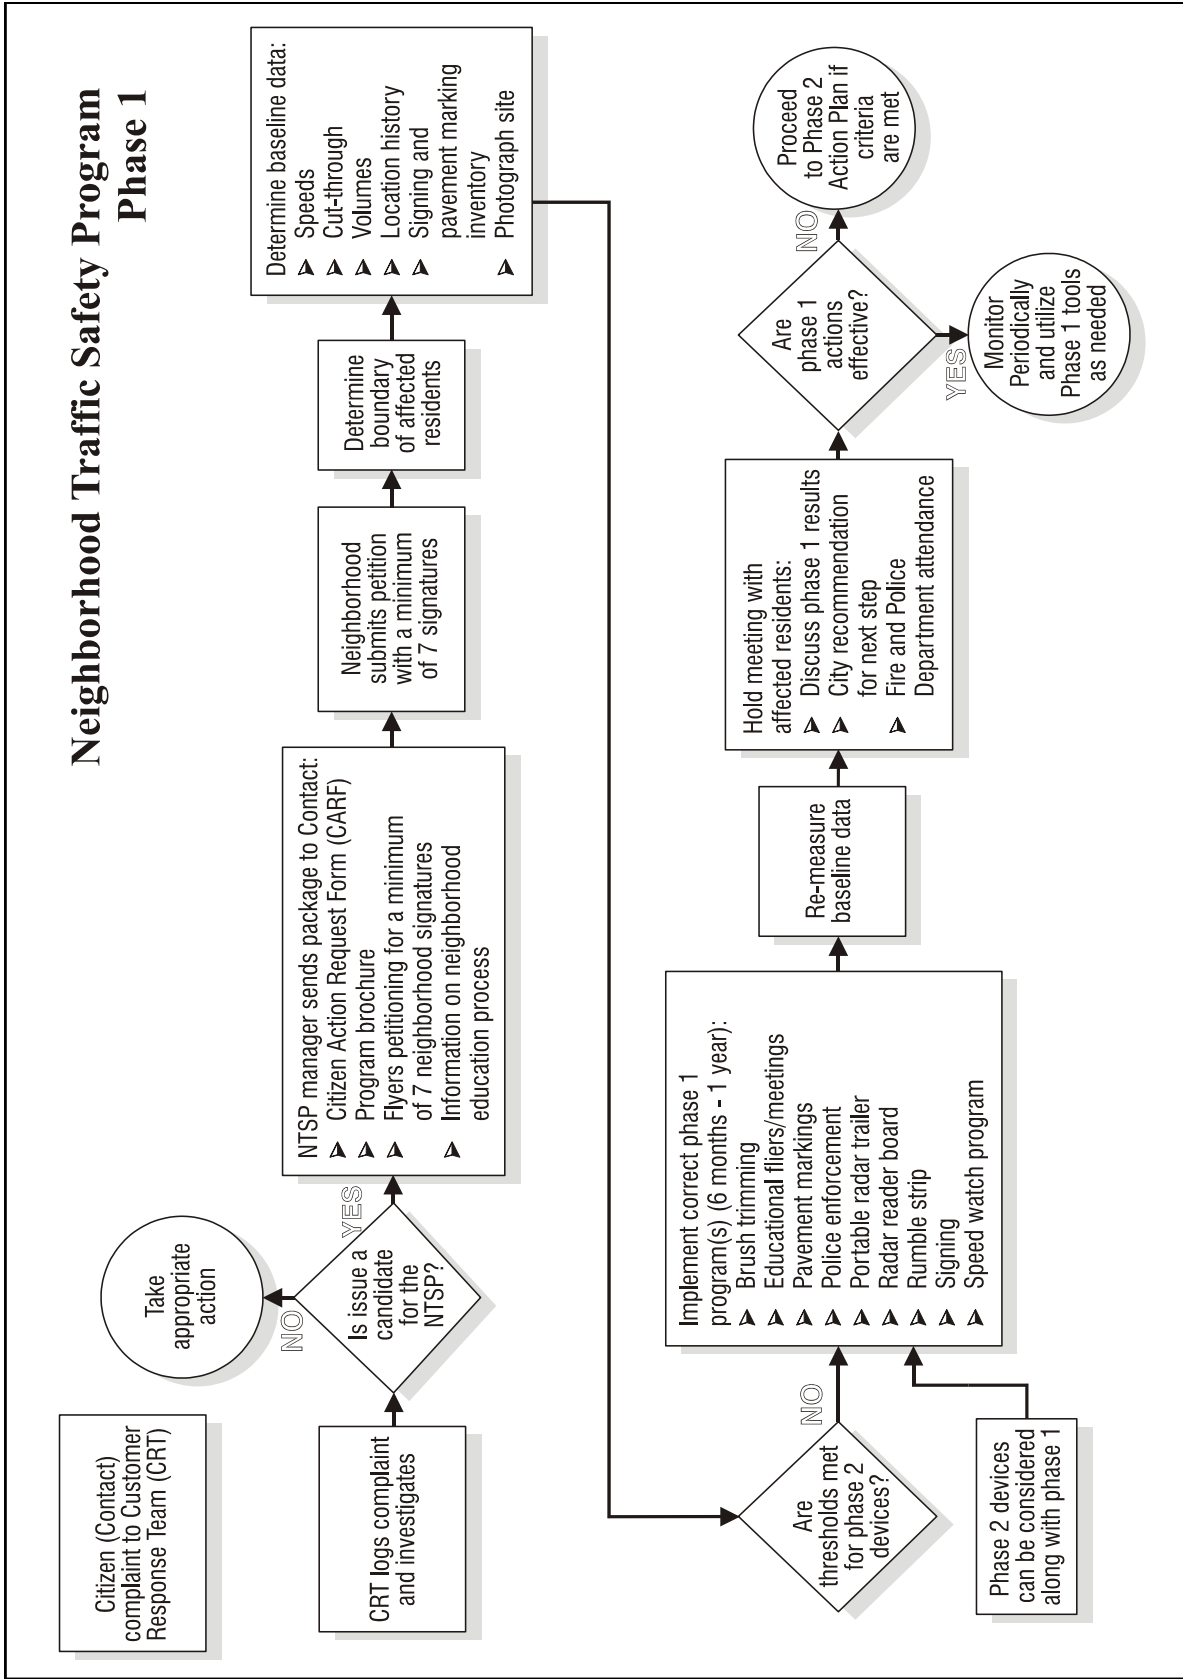 Neighborhood Traffic Safety Program
Phase 1
Citizen (Contact)
complaint to Customer
Response Team (CRT)
CRT logs complaint
and investigates
Is issue a
candidate
for the
NTSP?
NO
Take
appropriate
action
YES
NTSP manager sends package to Contact:
Citizen Action Request Form (CARF)
Program brochure
Flyers petitioning for a minimum
of 7 neighborhood signatures
Information on neighborhood
education process
Neighborhood
submits petition
with a minimum
of 7 signatures
Determine
boundary
of affected
residents
Determine baseline data:
Speeds
Cut-through
Volumes
Location history
Signing and
pavement marking
inventory
Photograph site
Are
thresholds met
for phase 2
devices?
NO
Phase 2 devices
can be considered
along with phase 1
Implement correct phase 1
program(s) (6 months - 1 year):
Brush trimming
Educational fliers/meetings
Pavement markings
Police enforcement
Portable radar trailer
Radar reader board
Rumble strip
Signing
Speed watch program
Re-measure
baseline data
Hold meeting with
affected residents:
Discuss phase 1 results
City recommendation
for next step
Fire and Police
Department attendance
Are
phase 1
actions
effective?
NO
Proceed
to Phase 2
Action Plan if
criteria
are met
YES
Monitor
Periodically
and utilize
Phase 1 tools
as needed